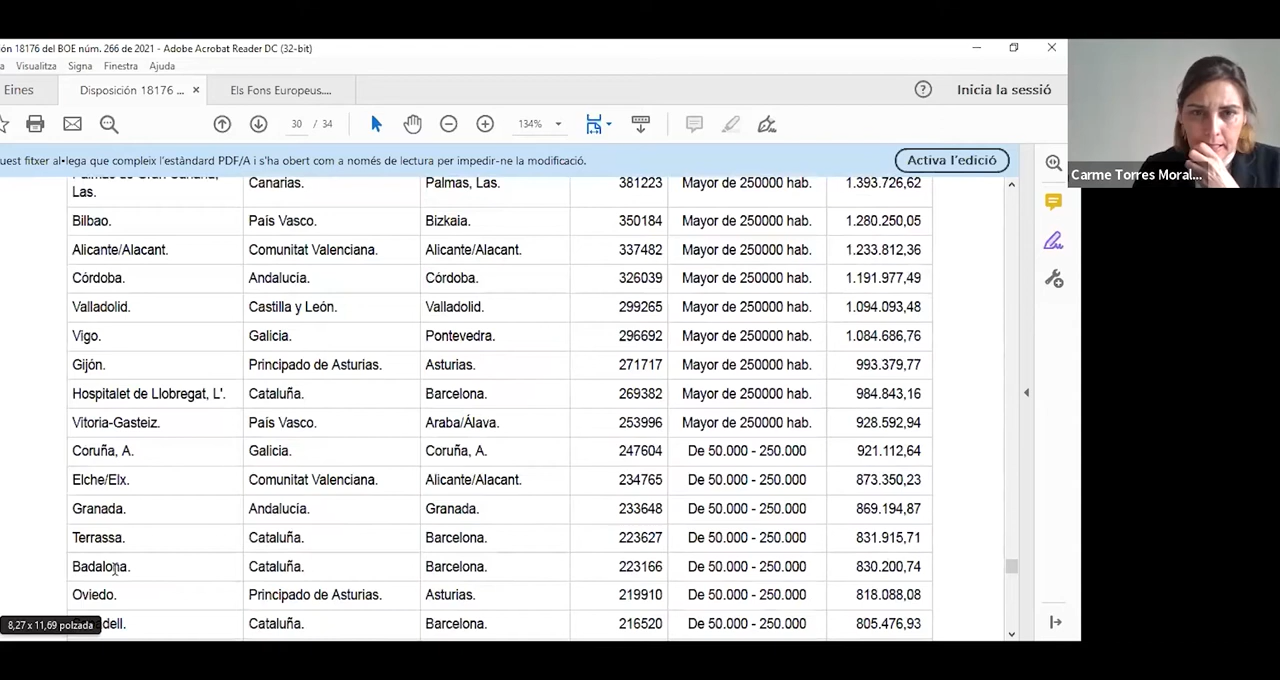 ón 18176 del BOE núm. 266 de 2021 - Adobe Acrobat Reader DC (32-bit)
a Visualitza Signa Finestra Ajuda
Eines Disposición 18176 ... × Els Fons Europeus.... Inicia la sessió
30 / 34 134%
uest fitxer al•lega que compleix l'estàndard PDF/A i s'ha obert com a només de lectura per impedir-ne la modificació. Activa l'edició
Carme Torres Moral...
Las. Canarias. Palmas, Las. 381223 Mayor de 250000 hab. 1.393.726,62
Bilbao. País Vasco. Bizkaia. 350184 Mayor de 250000 hab. 1.280.250,05
Alicante/Alacant. Comunitat Valenciana. Alicante/Alacant. 337482 Mayor de 250000 hab. 1.233.812,36
Córdoba. Andalucía. Córdoba. 326039 Mayor de 250000 hab. 1.191.977,49
Valladolid. Castilla y León. Valladolid. 299265 Mayor de 250000 hab. 1.094.093,48
Vigo. Galicia. Pontevedra. 296692 Mayor de 250000 hab. 1.084.686,76
Gijón. Principado de Asturias. Asturias. 271717 Mayor de 250000 hab. 993.379,77
Hospitalet de Llobregat, L'. Cataluña. Barcelona. 269382 Mayor de 250000 hab. 984.843,16
Vitoria-Gasteiz. País Vasco. Araba/Álava. 253996 Mayor de 250000 hab. 928.592,94
Coruña, A. Galicia. Coruña, A. 247604 De 50.000 - 250.000 921.112,64
Elche/Elx. Comunitat Valenciana. Alicante/Alacant. 234765 De 50.000 - 250.000 873.350,23
Granada. Andalucía. Granada. 233648 De 50.000 - 250.000 869.194,87
Terrassa. Cataluña. Barcelona. 223627 De 50.000 - 250.000 831.915,71
Badalona. Cataluña. Barcelona. 223166 De 50.000 - 250.000 830.200,74
Oviedo. Principado de Asturias. Asturias. 219910 De 50.000 - 250.000 818.088,08
dell. Cataluña. Barcelona. 216520 De 50.000 - 250.000 805.476,93
8,27 x 11,69 polzada